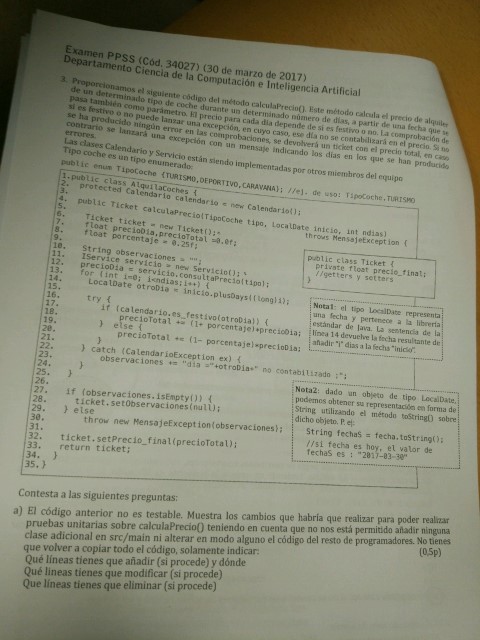 Examen PPSS (Cód. 34027) (30 de marzo de 2017)
Departamento Ciencia de la Computación e Inteligencia Artificial
3. Proporcionamos el siguiente código del método calculaPrecio(). Este método calcula el precio de alquiler
de un determinado tipo de coche durante un determinado número de días, a partir de una fecha que se
pasa también como parámetro. El precio para cada día depende de si es festivo o no. La comprobación de
si es festivo o no puede lanzar una excepción, en cuyo caso, ese día no se contabilizará en el precio. Si no
se ha producido ningún error en las comprobaciones, se devolverá un ticket con el precio total, en caso
contrario se lanzará una excepción con un mensaje indicando los días en los que se han producido
errores.
Las clases Calendario y Servicio están siendo implementadas por otros miembros del equipo
Tipo coche es un tipo enumerado:
public enum TipoCoche {TURISMO,DEPORTIVO,CARAVANA}; //ej. de uso: TipoCoche.TURISMO
1. public class AlquilaCoches {
2. protected Calendario calendario = new Calendario();
3.
4. public Ticket calculaPrecio(TipoCoche tipo, LocalDate inicio, int ndias)
5. throws MensajeException {
6. Ticket ticket = new Ticket();
7. float precioDia,precioTotal =0.0f;
8. float porcentaje = 0.25f;
9.
10. String observaciones = "";
11. IService servicio = new Servicio();
12. precioDia = servicio.consultaPrecio(tipo);
13. for (int i=0; i<ndias;i++) {
14. LocalDate otroDia = inicio.plusDays((long)i);
15.
16. try {
17. if (calendario.es_festivo(otroDia)) {
18. precioTotal += (1+ porcentaje)*precioDia;
19. } else {
20. precioTotal += (1- porcentaje)*precioDia;
21. }
22. } catch (CalendarioException ex) {
23. observaciones += "dia ="+otroDia+" no contabilizado ;";
24. }
25. }
26.
27. if (observaciones.isEmpty()) {
28. ticket.setObservaciones(null);
29. } else
30. throw new MensajeException(observaciones);
31.
32. ticket.setPrecio_final(precioTotal);
33. return ticket;
34. }
35. }
public class Ticket {
private float precio_final;
//getters y setters
}
Nota1: el tipo LocalDate representa
una fecha y pertenece a la librería
estándar de Java. La sentencia de la
línea 14 devuelve la fecha resultante de
añadir "i" días a la fecha "inicio".
Nota2: dado un objeto de tipo LocalDate,
podemos obtener su representación en forma de
String utilizando el método toString() sobre
dicho objeto. P. ej:
String fechaS = fecha.toString();
//si fecha es hoy, el valor de
fechaS es : "2017-03-30"
Contesta a las siguientes preguntas:
a) El código anterior no es testable. Muestra los cambios que habría que realizar para poder realizar
pruebas unitarias sobre calculaPrecio() teniendo en cuenta que no nos está permitido añadir ninguna
clase adicional en src/main ni alterar en modo alguno el código del resto de programadores. No tienes
que volver a copiar todo el código, solamente indicar: (0,5p)
Qué líneas tienes que añadir (si procede) y dónde
Qué lineas tienes que modificar (si procede)
Que líneas tienes que eliminar (si procede)